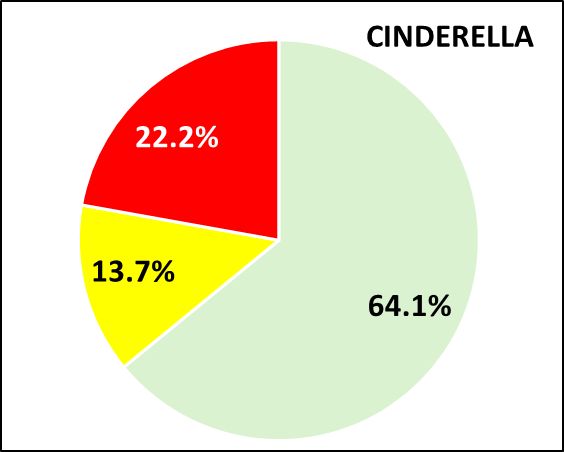 CINDERELLA
22.2%
13.7%
64.1%